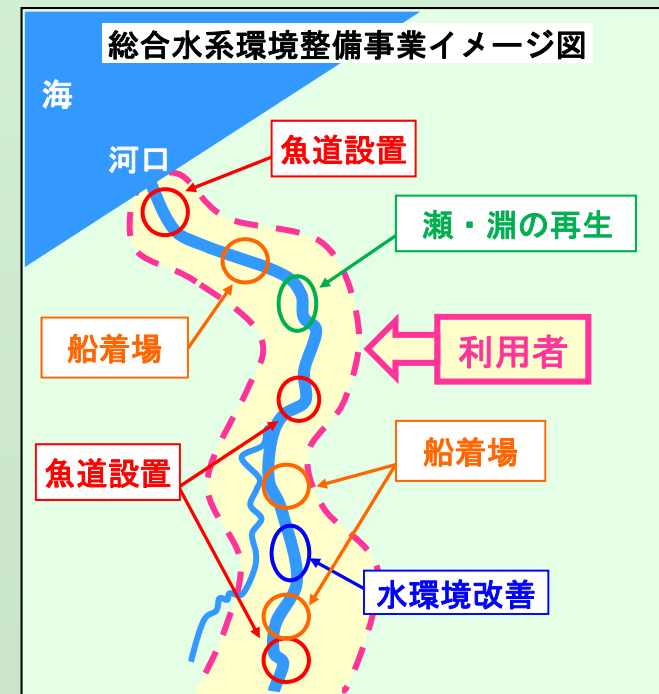 総合水系環境整備事業イメージ図
海
河口
魚道設置
瀬・淵の再生
船着場
利用者
船着場
魚道設置
水環境改善